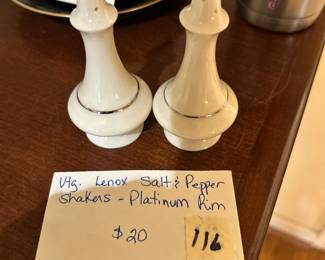 Vtg. Lenox Salt & Pepper
Shakers - Platinum Rim
$20
116